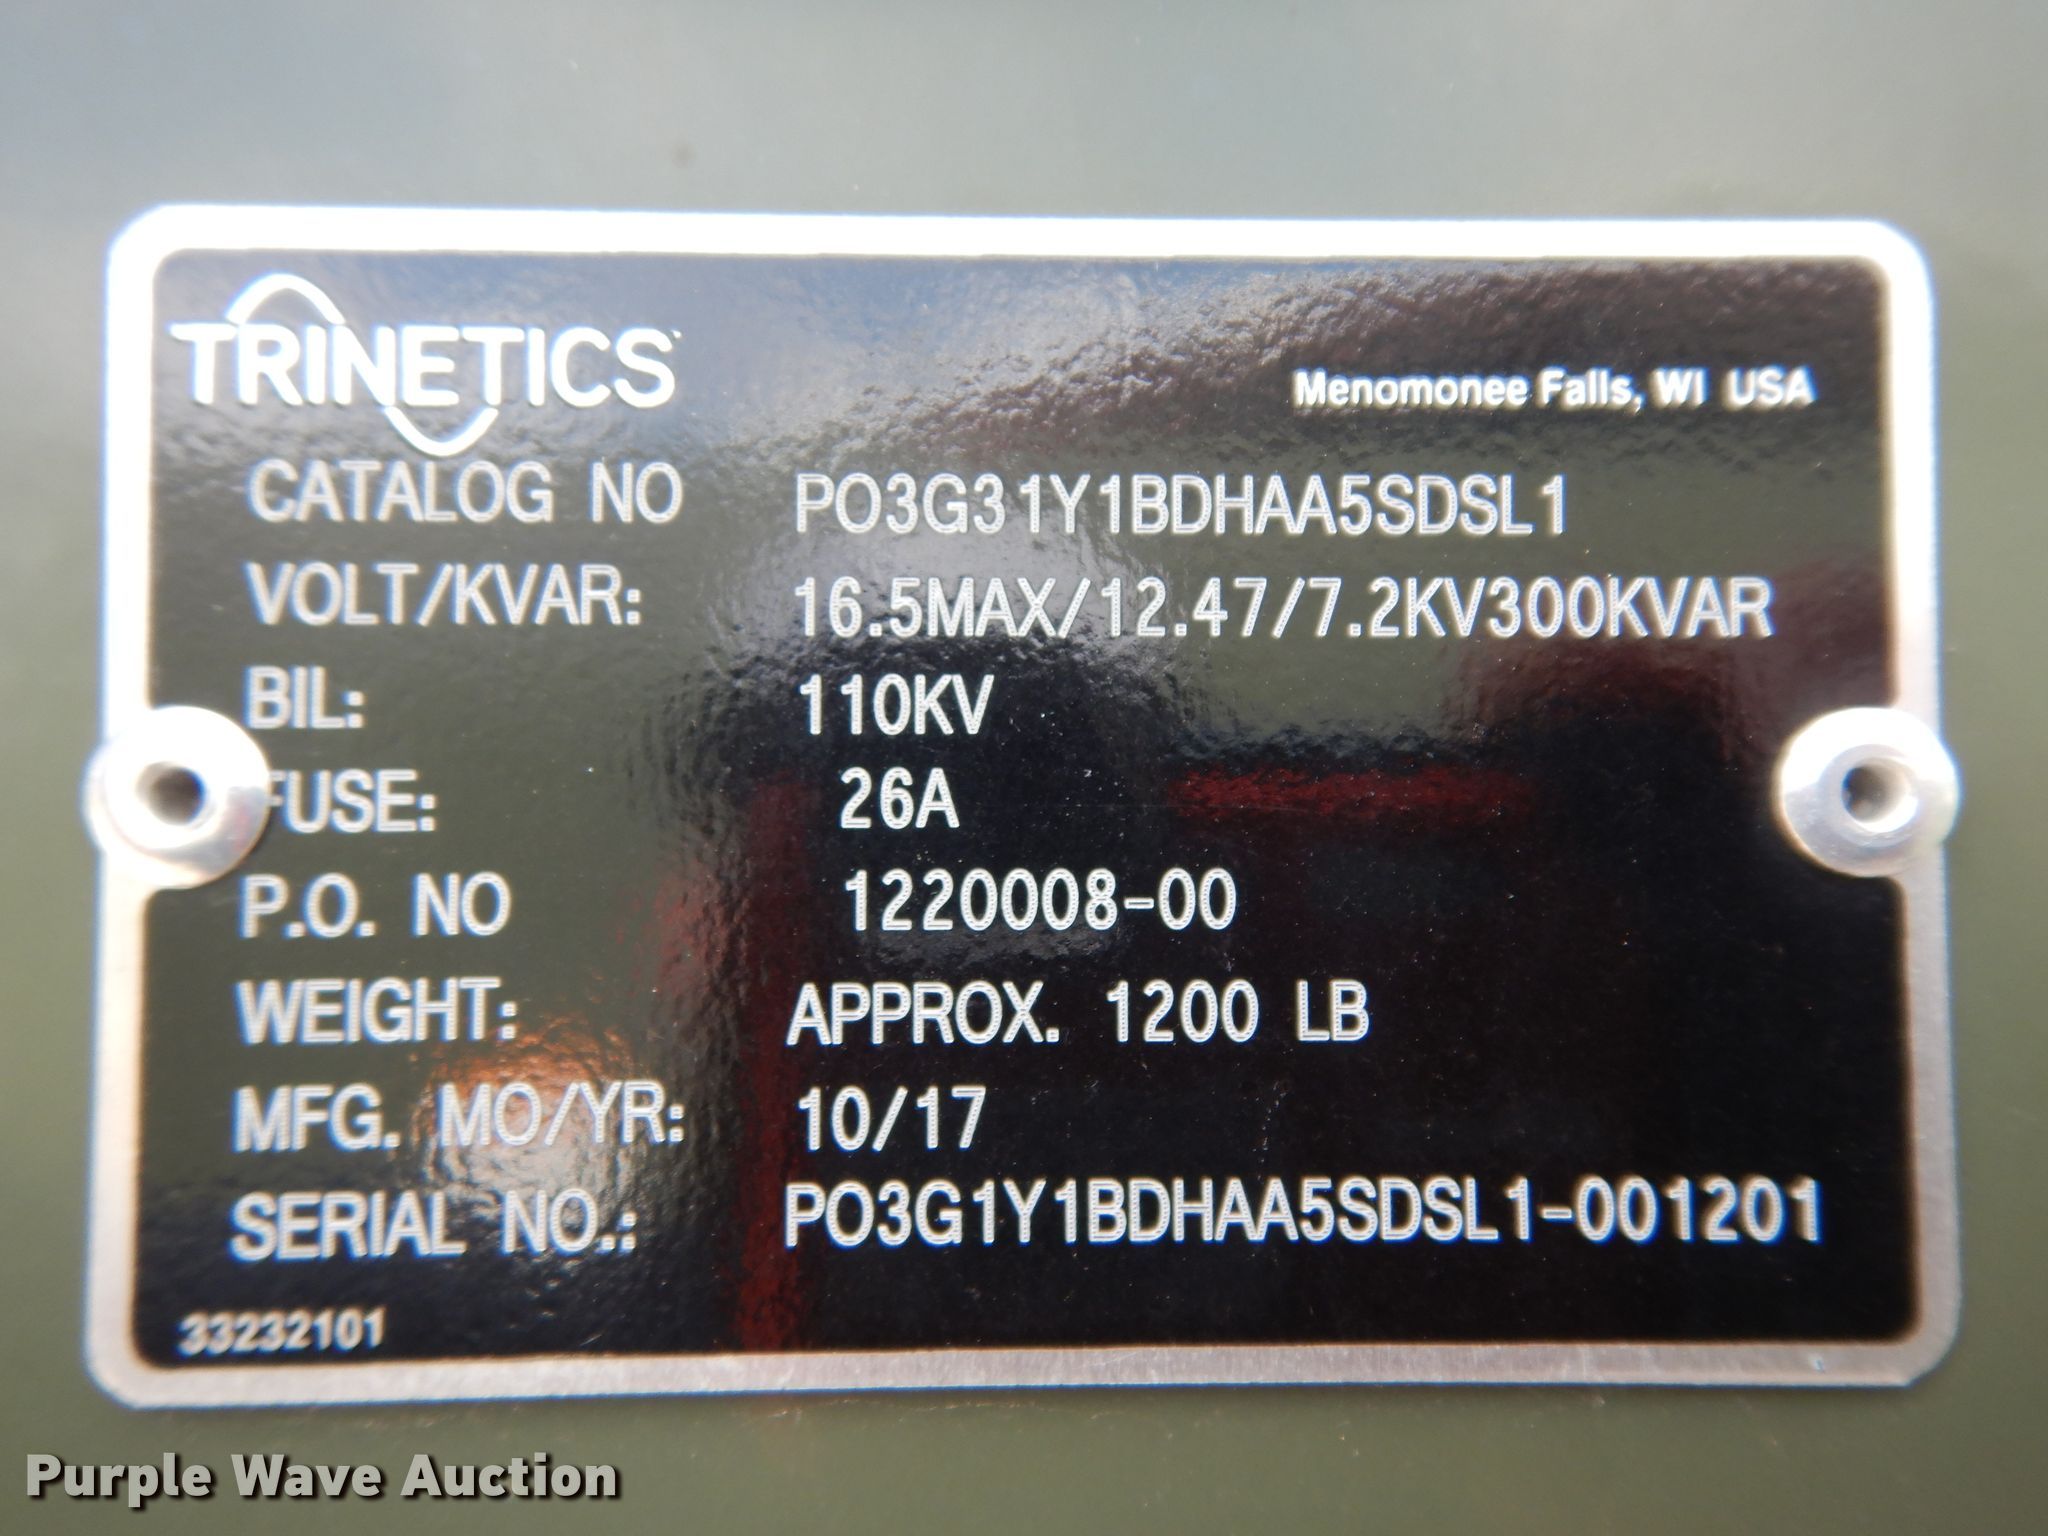 TRINETICS
Menomonee Falls, WI USA
CATALOG NO PO3G31Y1BDHAA5SDSL1
VOLT/KVAR: 16.5MAX/12.47/7.2KV300KVAR
BIL: 110KV
FUSE: 26A
P.O. NO 1220008-00
WEIGHT: APPROX. 1200 LB
MFG. MO/YR: 10/17
SERIAL NO.: PO3G1Y1BDHAA5SDSL1-001201
33232101
Purple Wave Auction